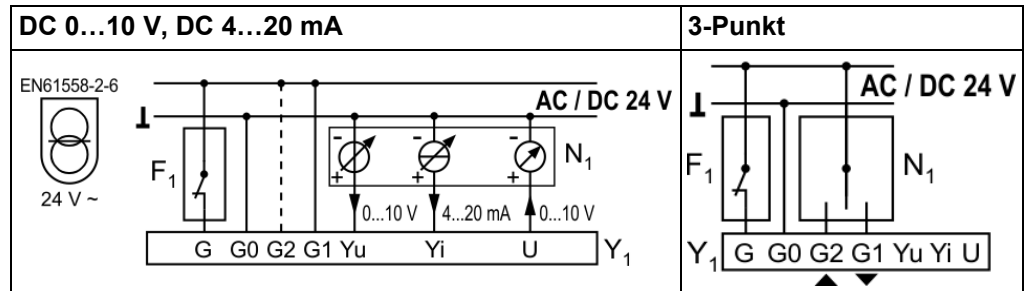 DC 0…10 V, DC 4…20 mA
3-Punkt
EN61558-2-6
24 V ~
AC / DC 24 V
⊥
F1
- - -
+ + +
N1
0...10 V 4...20 mA 0...10 V
G G0 G2 G1 Yu Yi U Y1
AC / DC 24 V
⊥
F1
N1
Y1 G G0 G2 G1 Yu Yi U